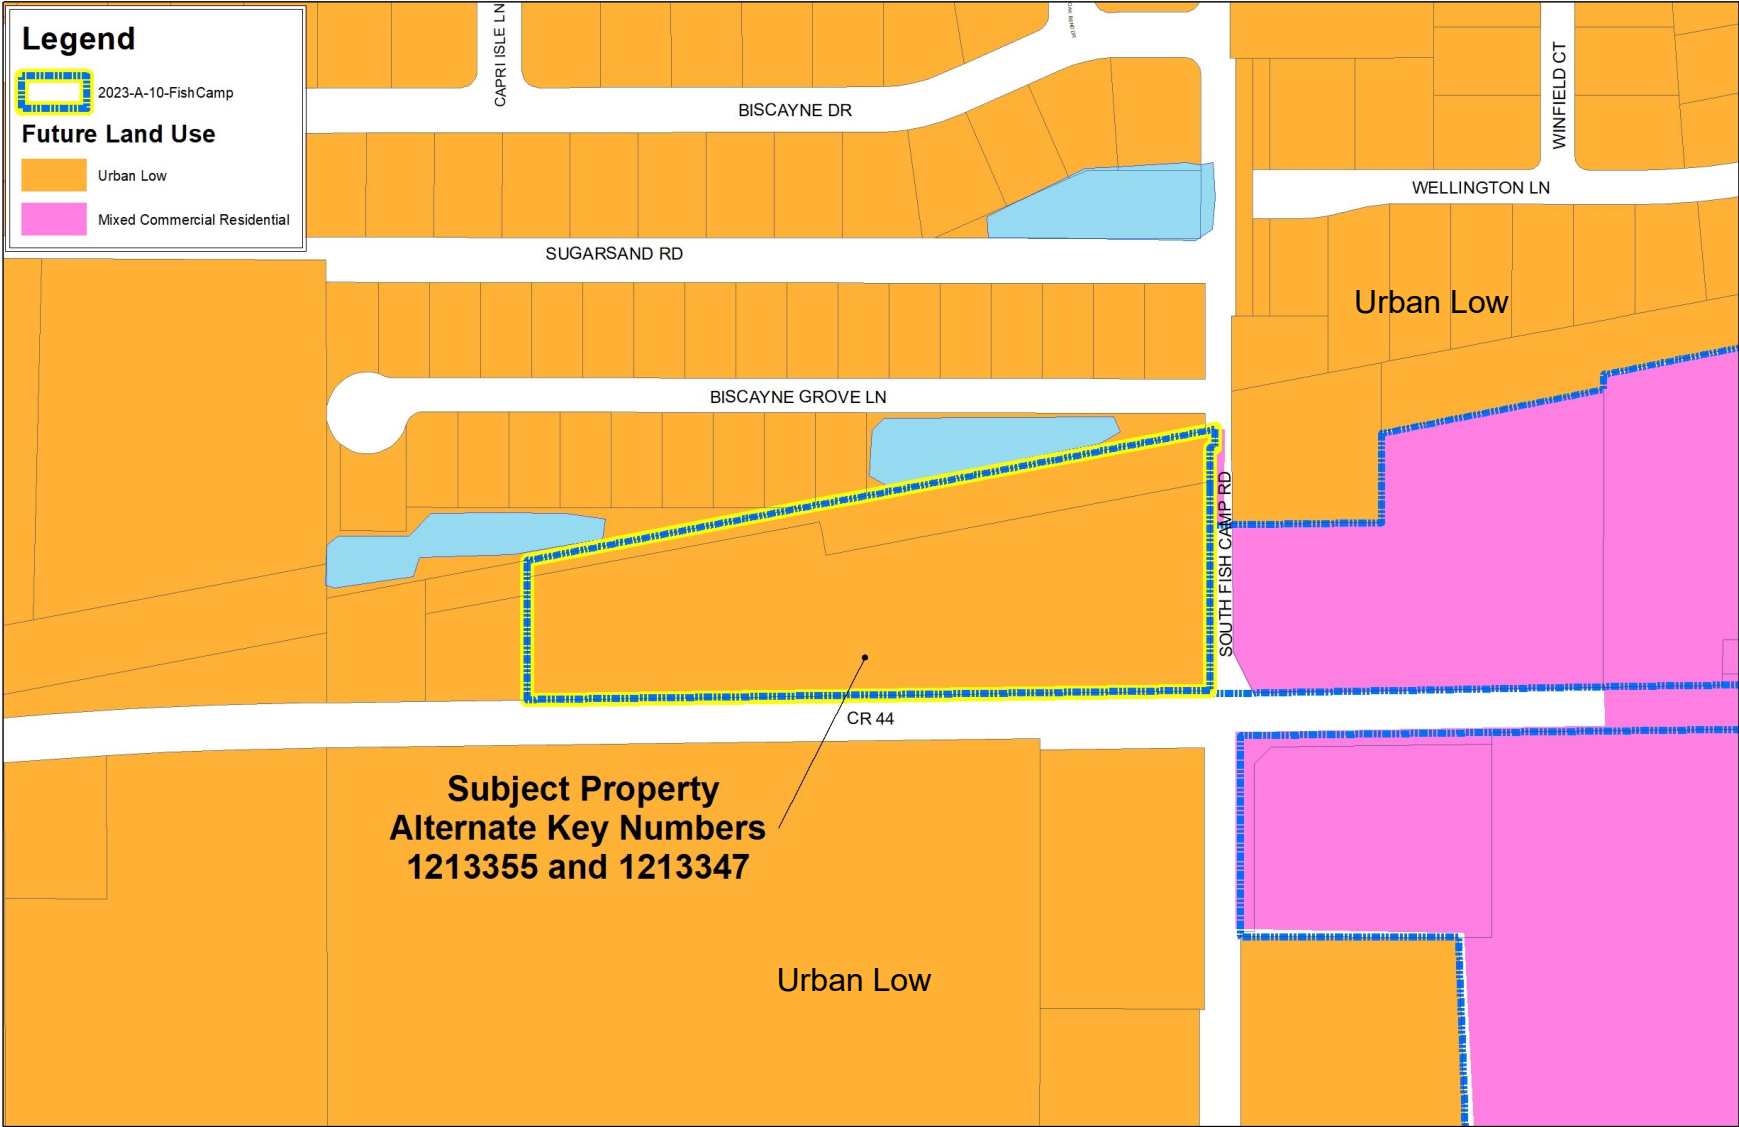 Legend
2023-A-10-FishCamp
Future Land Use
Urban Low
Mixed Commercial Residential
CAPRI ISLE LN
BISCAYNE DR
WINFIELD CT
WELLINGTON LN
SUGARSAND RD
Urban Low
BISCAYNE GROVE LN
SOUTH FISH CAMP RD
CR 44
Subject Property
Alternate Key Numbers
1213355 and 1213347
Urban Low